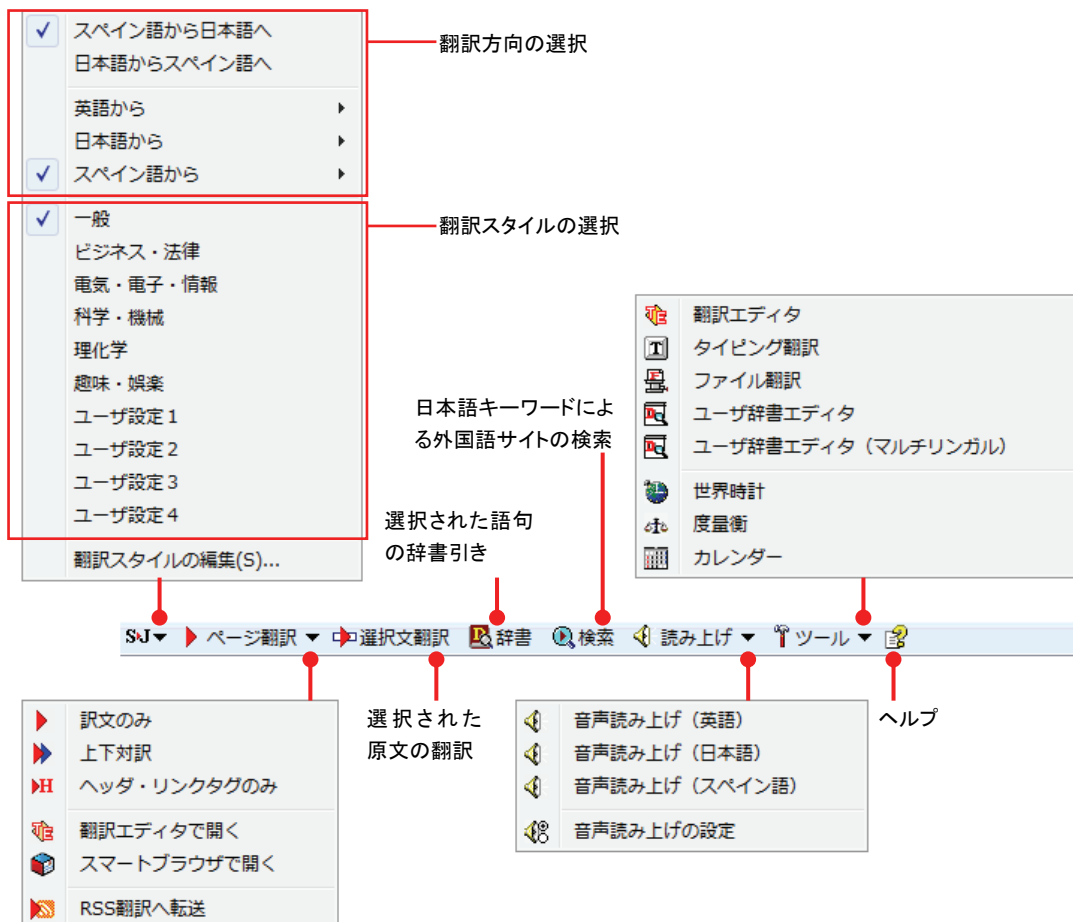 スペイン語から日本語へ
日本語からスペイン語へ
英語から
日本語から
スペイン語から
翻訳方向の選択
一般
ビジネス・法律
電気・電子・情報
科学・機械
理化学
趣味・娯楽
ユーザ設定1
ユーザ設定2
ユーザ設定3
ユーザ設定4
翻訳スタイルの編集(S)...
翻訳スタイルの選択
日本語キーワードによ
る外国語サイトの検索
選択された語句
の辞書引き
翻訳エディタ
タイピング翻訳
ファイル翻訳
ユーザ辞書エディタ
ユーザ辞書エディタ（マルチリンガル）
世界時計
度量衡
カレンダー
S›J ページ翻訳 選択文翻訳 辞書 検索 読み上げ ツール
訳文のみ
上下対訳
ヘッダ・リンクタグのみ
翻訳エディタで開く
スマートブラウザで開く
RSS翻訳へ転送
選択された
原文の翻訳
音声読み上げ（英語）
音声読み上げ（日本語）
音声読み上げ（スペイン語）
音声読み上げの設定
ヘルプ